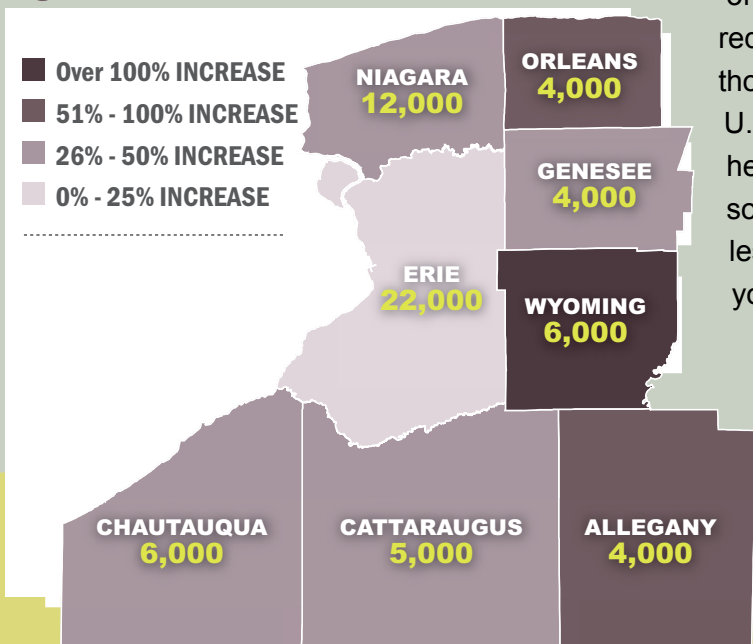 Over 100% INCREASE
51% - 100% INCREASE
26% - 50% INCREASE
0% - 25% INCREASE
NIAGARA
12,000
ORLEANS
4,000
GENESEE
4,000
ERIE
22,000
WYOMING
6,000
CHAUTAUQUA
6,000
CATTARAUGUS
5,000
ALLEGANY
4,000
U.